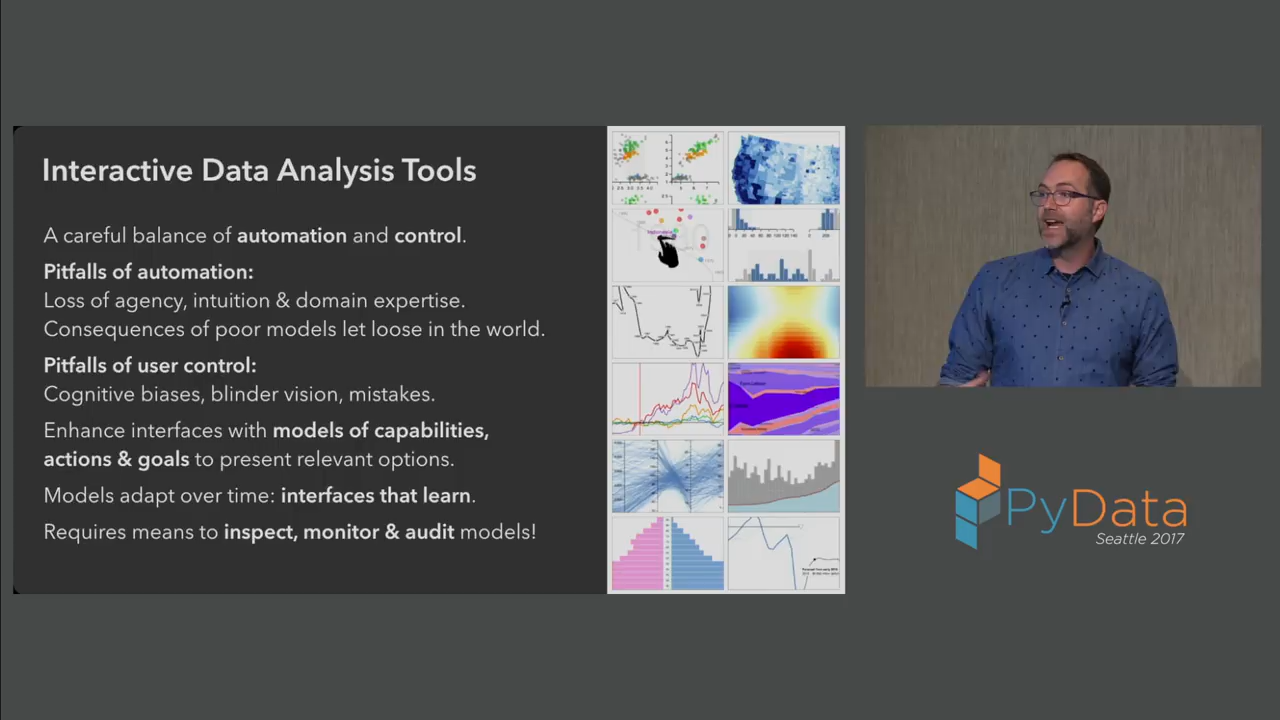 Interactive Data Analysis Tools
A careful balance of automation and control.
Pitfalls of automation:
Loss of agency, intuition & domain expertise.
Consequences of poor models let loose in the world.
Pitfalls of user control:
Cognitive biases, blinder vision, mistakes.
Enhance interfaces with models of capabilities,
actions & goals to present relevant options.
Models adapt over time: interfaces that learn.
Requires means to inspect, monitor & audit models!
PyData
Seattle 2017